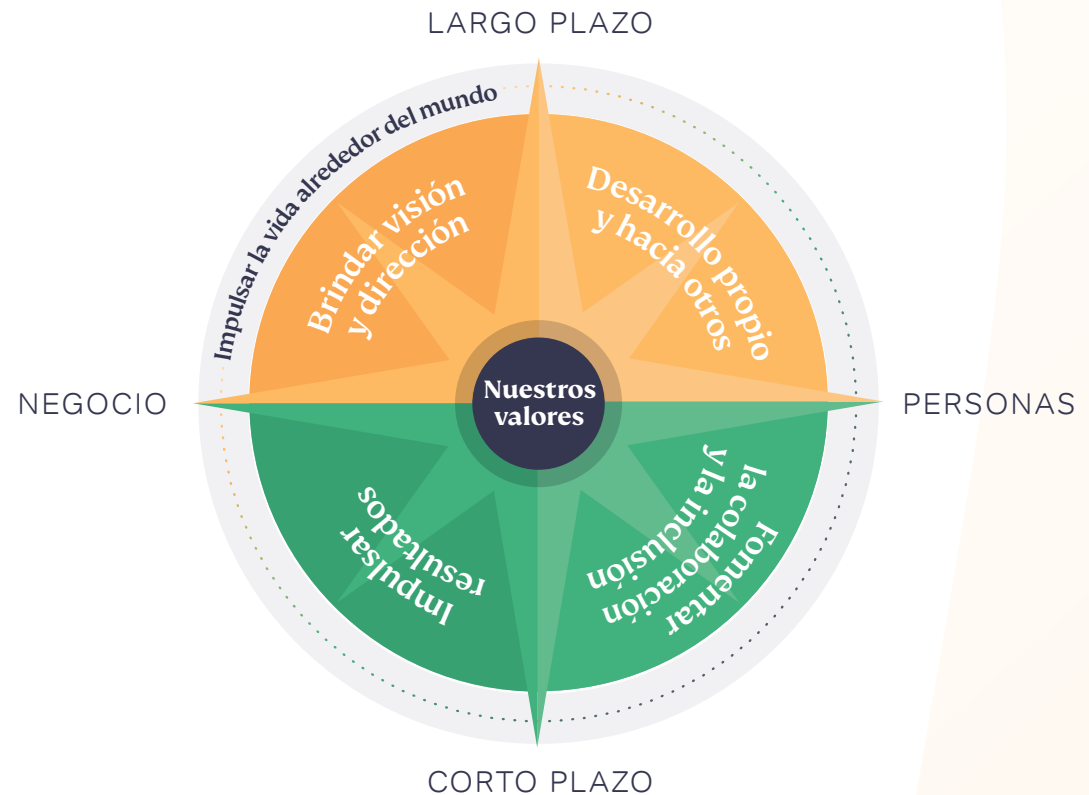 LARGO PLAZO
Impulsar la vida alrededor del mundo
Brindar visión
y dirección
Desarrollo propio
y hacia otros
NEGOCIO
Nuestros
valores
PERSONAS
Impulsar
resultados
Fomentar
la colaboración
y la inclusión
CORTO PLAZO